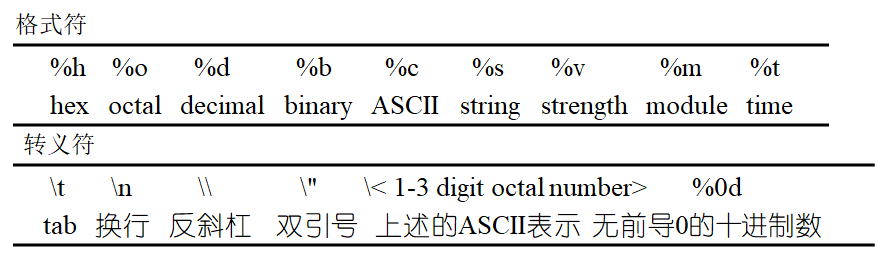 格式符
%h %o %d %b %c %s %v %m %t
hex octal decimal binary ASCII string strength module time
转义符
\t \n \\ \" \< 1-3 digit octal number> %0d
tab 换行 反斜杠 双引号 上述的ASCII表示 无前导0的十进制数